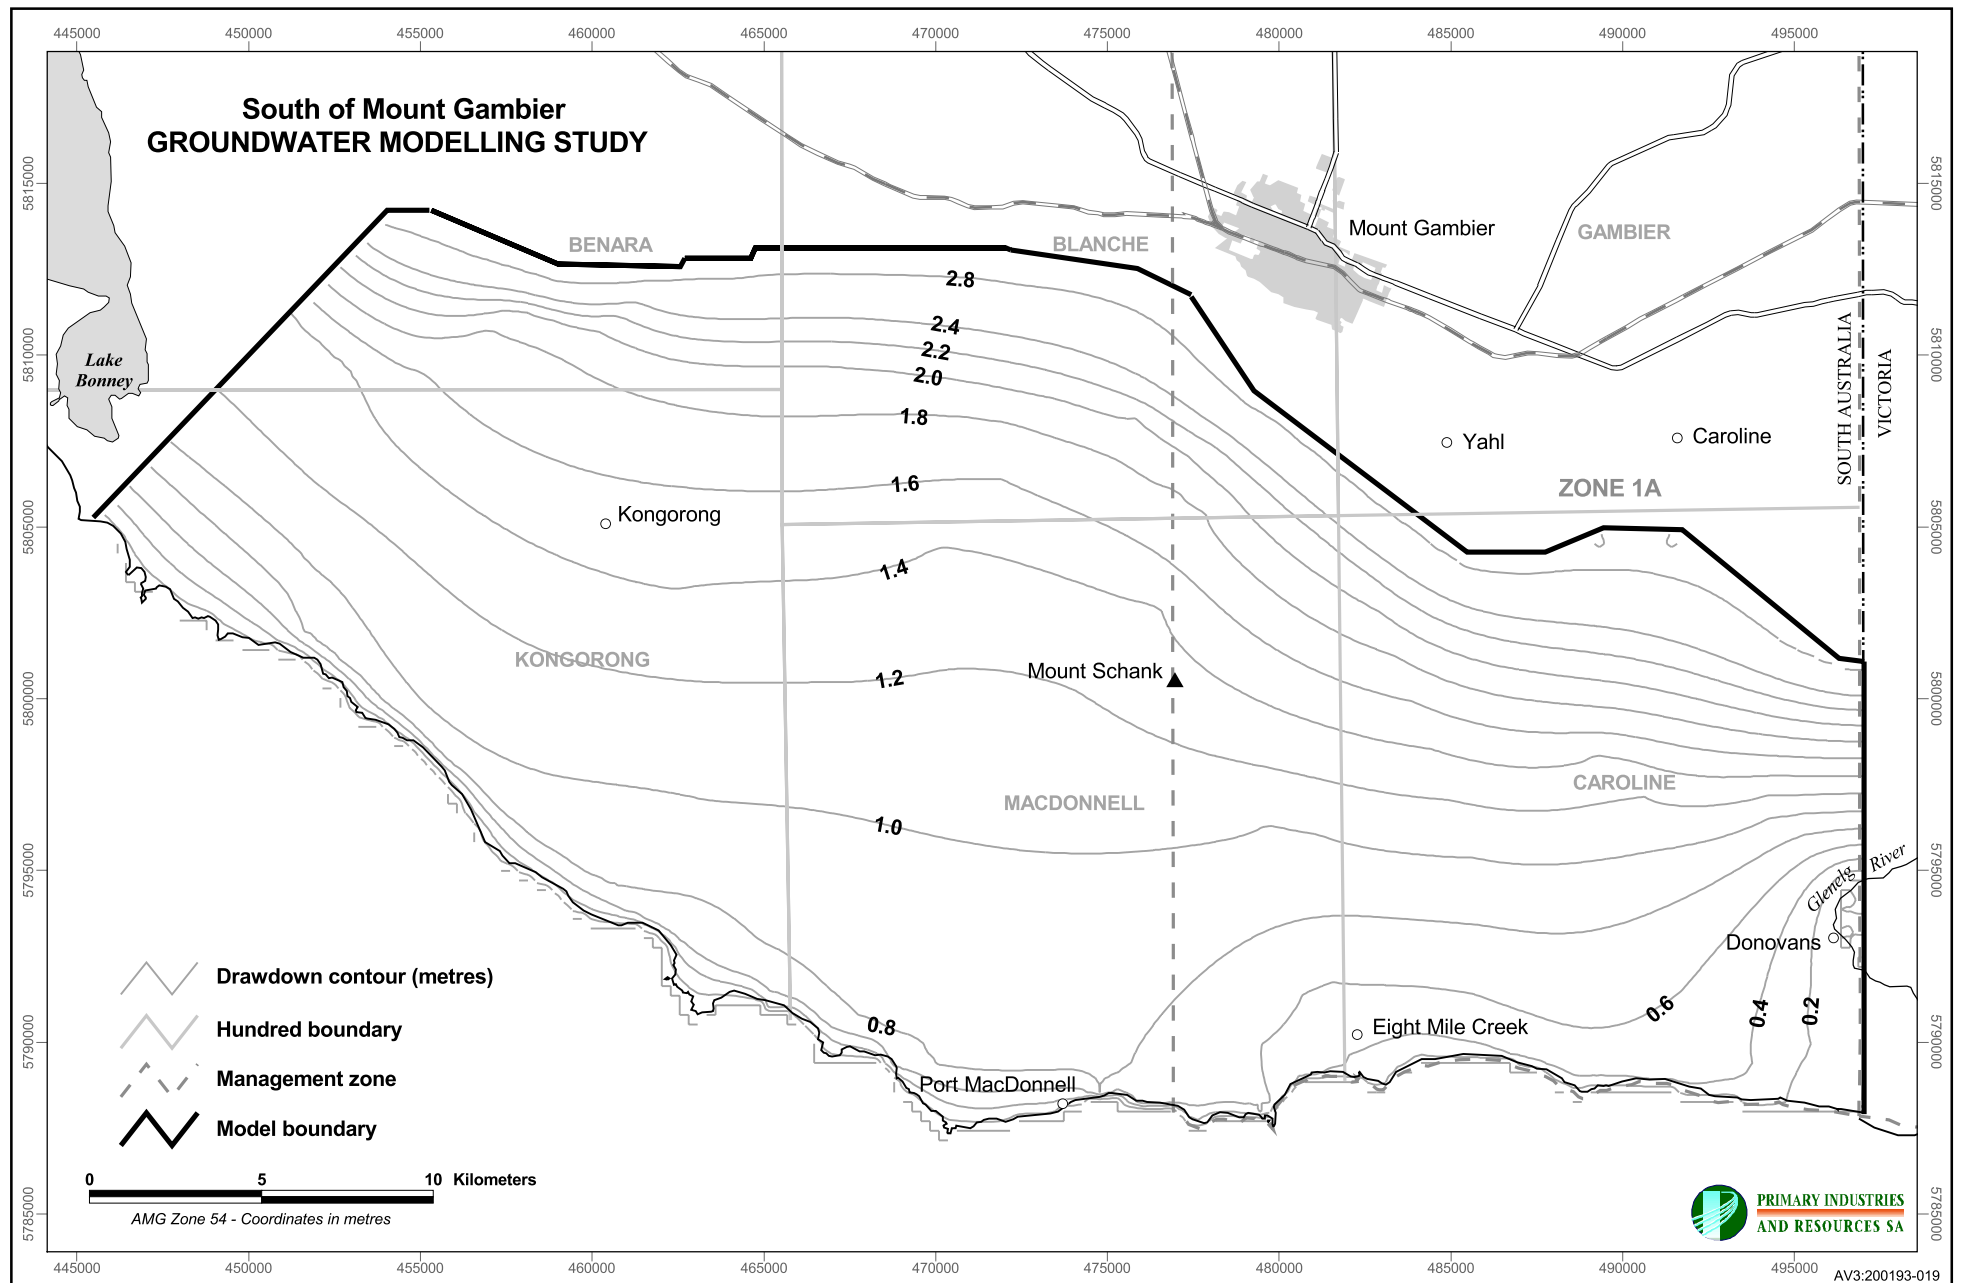 445000 450000 455000 460000 465000 470000 475000 480000 485000 490000 495000
South of Mount Gambier
GROUNDWATER MODELLING STUDY
5815000
5815000
Mount Gambier
GAMBIER
BENARA
BLANCHE
2.8
2.4
2.2
2.0
1.8
1.6
1.4
1.2
1.0
0.8
0.6
0.4
0.2
5810000
5810000
Lake
Bonney
SOUTH AUSTRALIA
VICTORIA
Yahl
Caroline
ZONE 1A
Kongorong
5805000
5805000
KONGORONG
Mount Schank
5800000
5800000
CAROLINE
MACDONNELL
5795000
5795000
Glenelg River
Donovans
Eight Mile Creek
Port MacDonnell
5790000
5790000
Drawdown contour (metres)
Hundred boundary
Management zone
Model boundary
0 5 10 Kilometers
AMG Zone 54 - Coordinates in metres
5785000
5785000
PRIMARY INDUSTRIES
AND RESOURCES SA
445000 450000 455000 460000 465000 470000 475000 480000 485000 490000 495000
AV3:200193-019